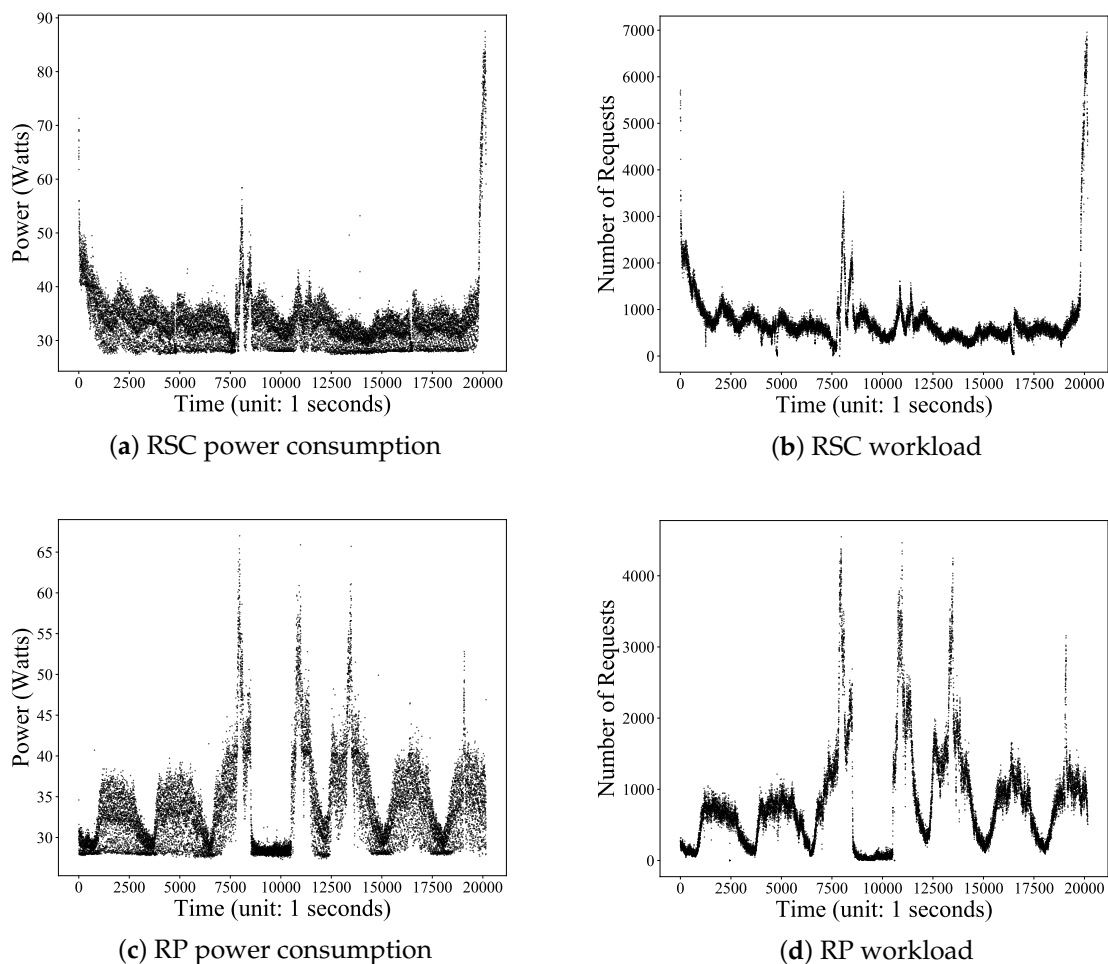 90
80
70
60
50
40
30
Power (Watts)
0 2500 5000 7500 10000 12500 15000 17500 20000
Time (unit: 1 seconds)
(a) RSC power consumption
7000
6000
5000
4000
3000
2000
1000
0
Number of Requests
0 2500 5000 7500 10000 12500 15000 17500 20000
Time (unit: 1 seconds)
(b) RSC workload
65
60
55
50
45
40
35
30
Power (Watts)
0 2500 5000 7500 10000 12500 15000 17500 20000
Time (unit: 1 seconds)
(c) RP power consumption
4000
3000
2000
1000
0
Number of Requests
0 2500 5000 7500 10000 12500 15000 17500 20000
Time (unit: 1 seconds)
(d) RP workload